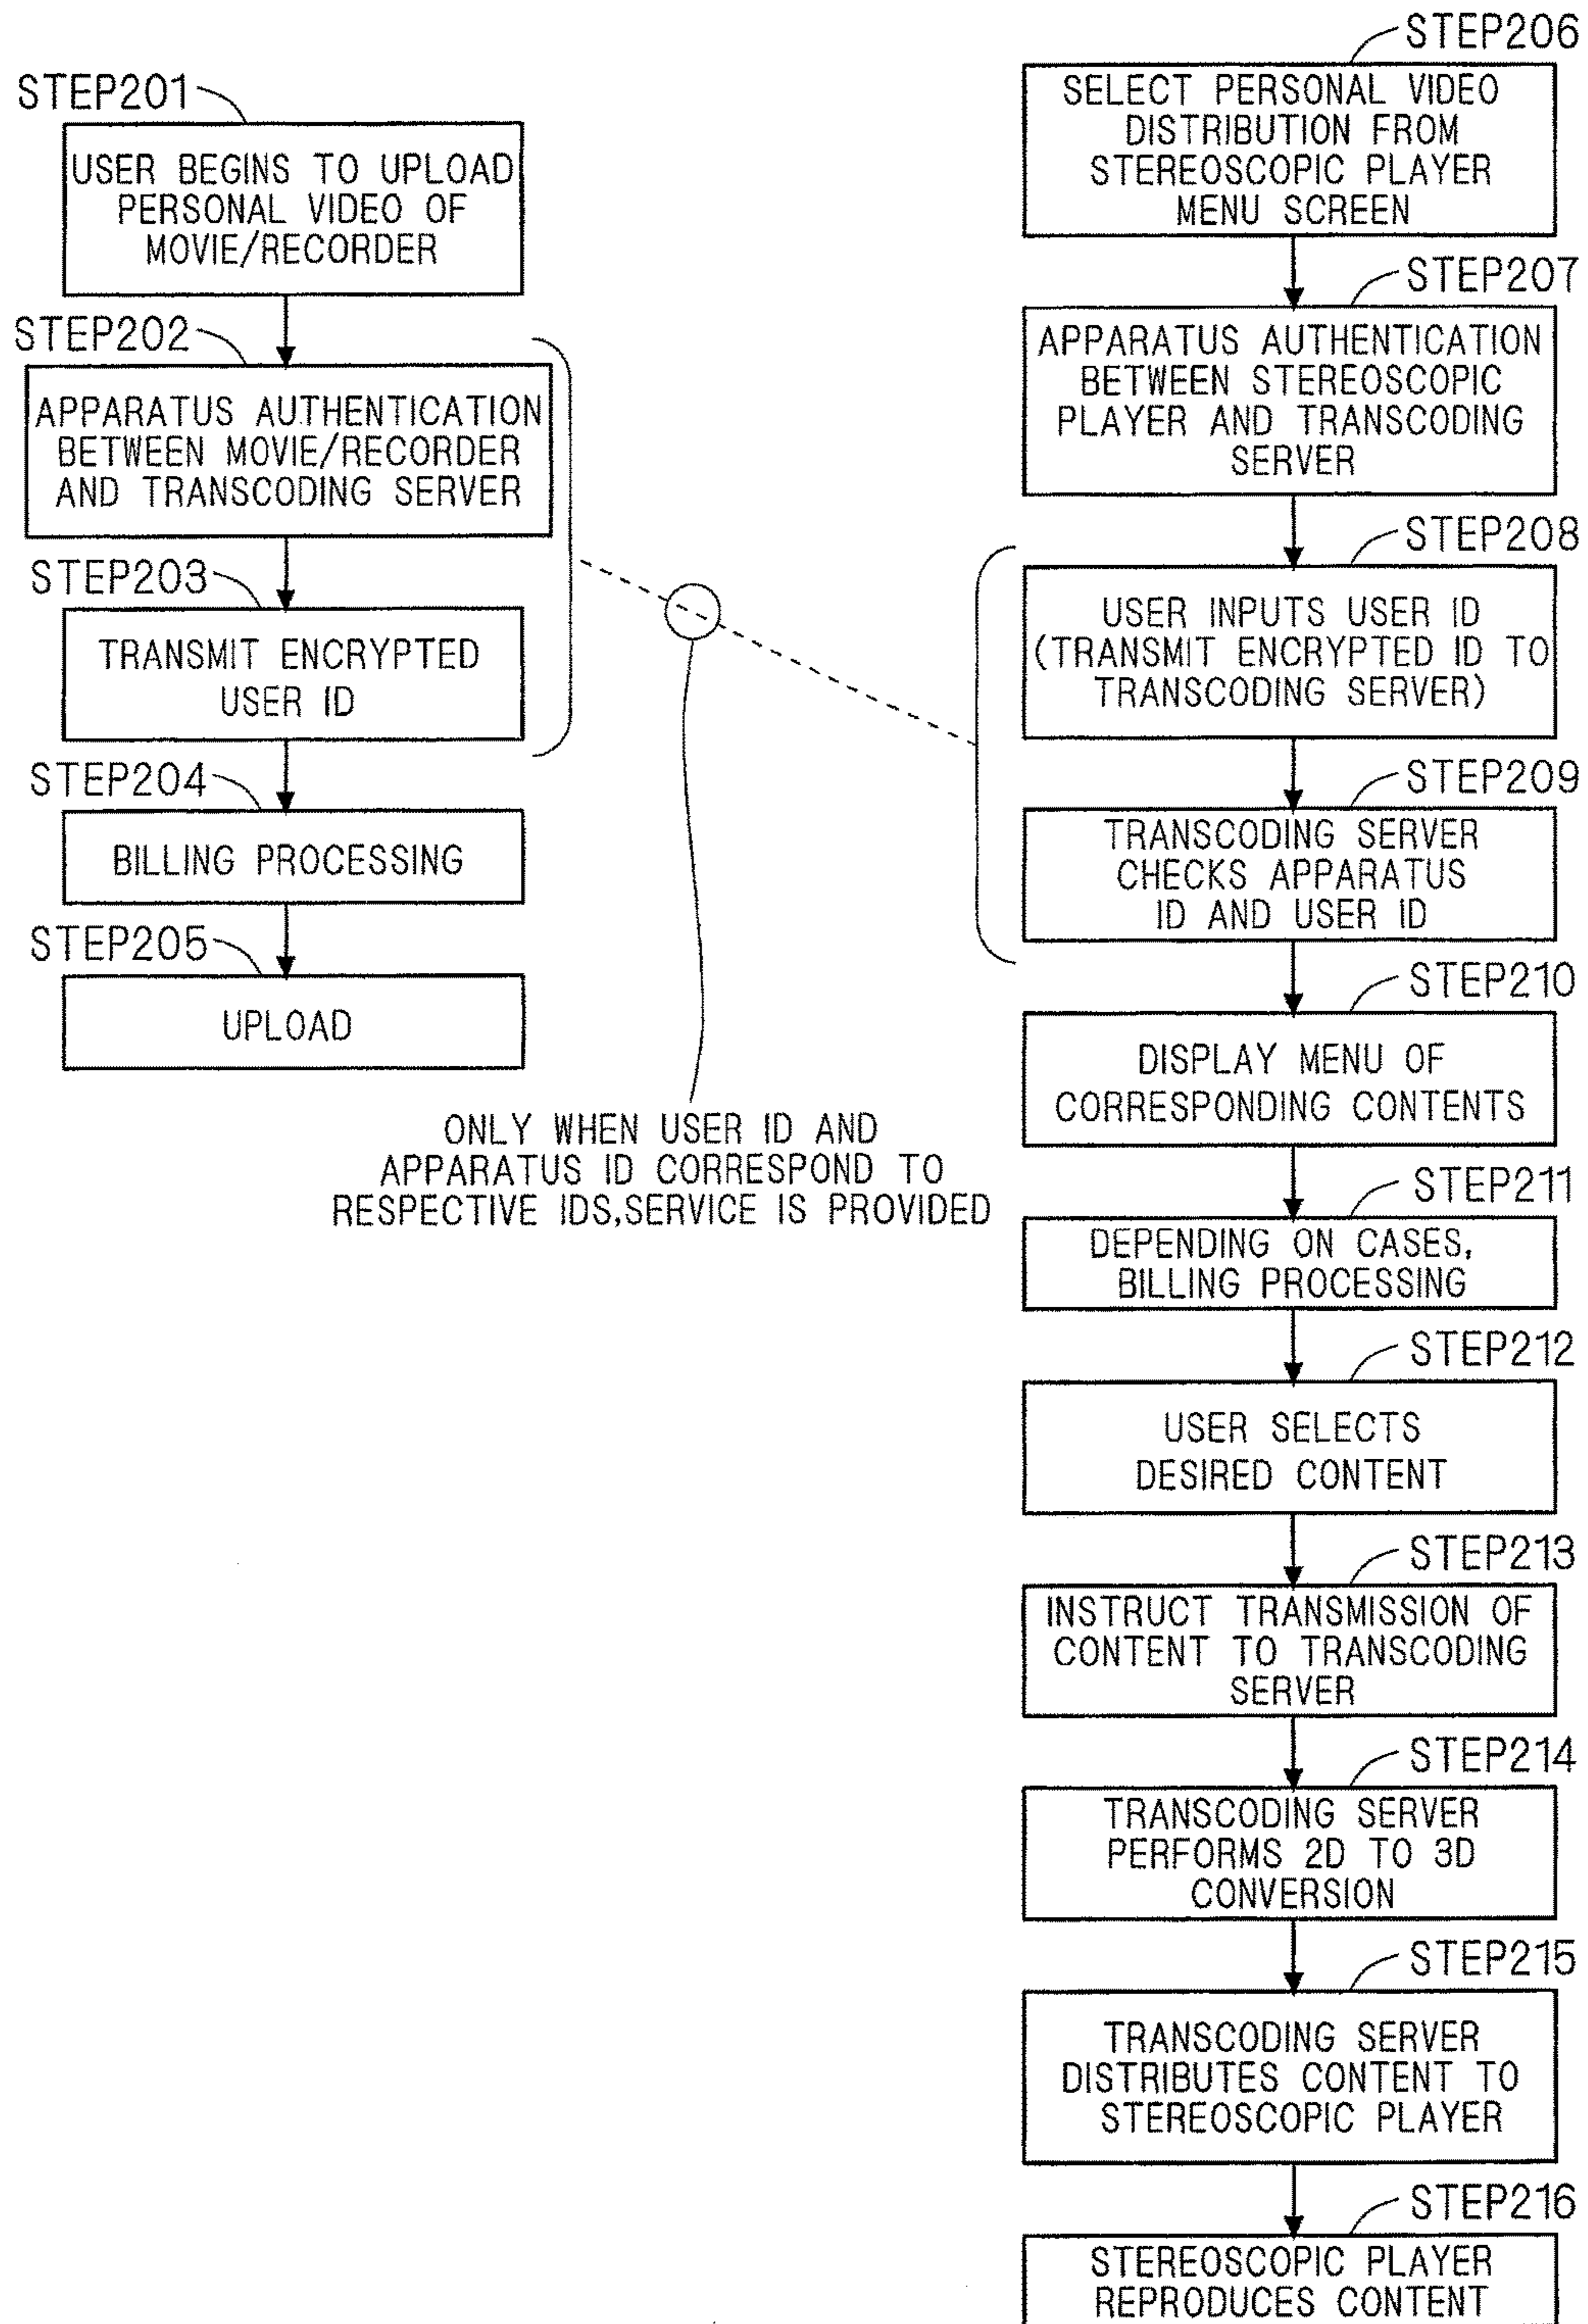 STEP201
USER BEGINS TO UPLOAD
PERSONAL VIDEO OF
MOVIE/RECORDER
STEP202
APPARATUS AUTHENTICATION
BETWEEN MOVIE/RECORDER
AND TRANSCODING SERVER
STEP203
TRANSMIT ENCRYPTED
USER ID
STEP204
BILLING PROCESSING
STEP205
UPLOAD
ONLY WHEN USER ID AND
APPARATUS ID CORRESPOND TO
RESPECTIVE IDS,SERVICE IS PROVIDED
STEP206
SELECT PERSONAL VIDEO
DISTRIBUTION FROM
STEREOSCOPIC PLAYER
MENU SCREEN
STEP207
APPARATUS AUTHENTICATION
BETWEEN STEREOSCOPIC
PLAYER AND TRANSCODING
SERVER
STEP208
USER INPUTS USER ID
(TRANSMIT ENCRYPTED ID TO
TRANSCODING SERVER)
STEP209
TRANSCODING SERVER
CHECKS APPARATUS
ID AND USER ID
STEP210
DISPLAY MENU OF
CORRESPONDING CONTENTS
STEP211
DEPENDING ON CASES,
BILLING PROCESSING
STEP212
USER SELECTS
DESIRED CONTENT
STEP213
INSTRUCT TRANSMISSION OF
CONTENT TO TRANSCODING
SERVER
STEP214
TRANSCODING SERVER
PERFORMS 2D TO 3D
CONVERSION
STEP215
TRANSCODING SERVER
DISTRIBUTES CONTENT TO
STEREOSCOPIC PLAYER
STEP216
STEREOSCOPIC PLAYER
REPRODUCES CONTENT